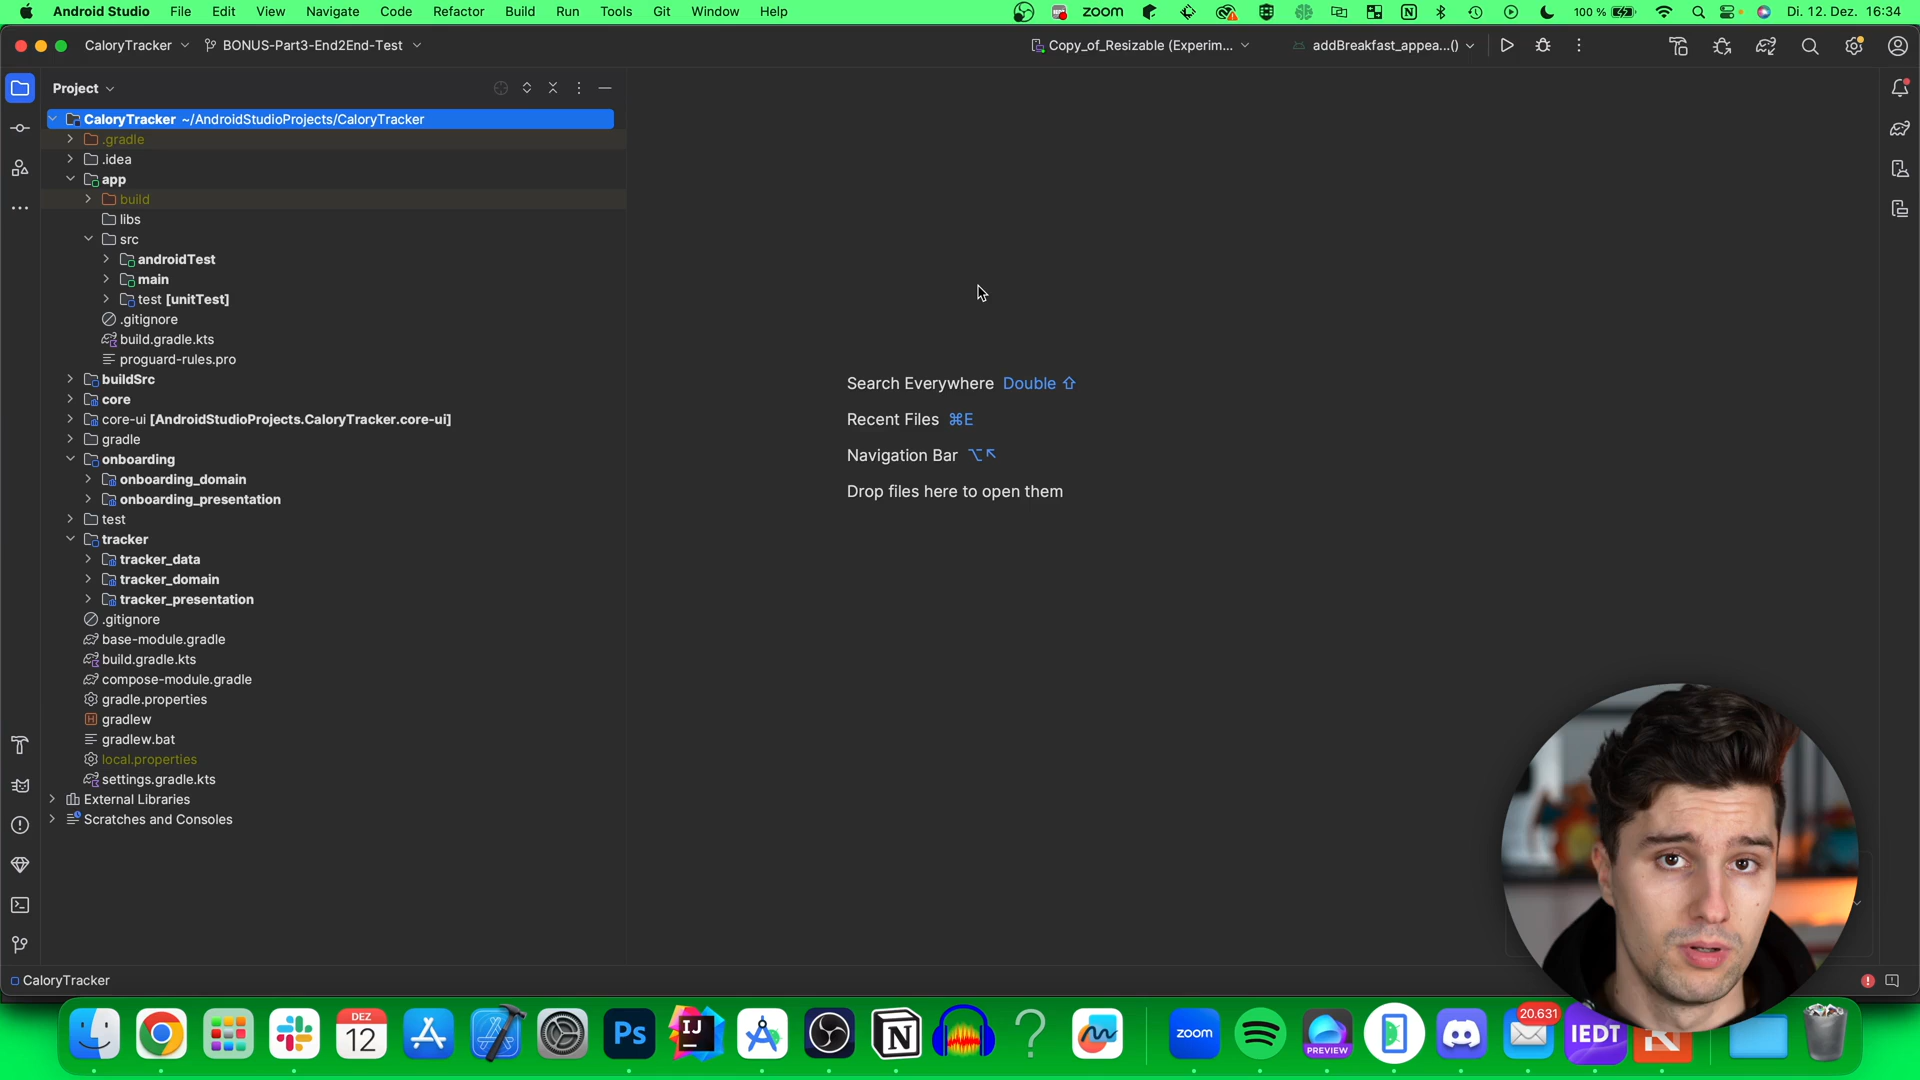 Android Studio File Edit View Navigate Code Refactor Build Run Tools Git Window Help zoom 100 % Di. 12. Dez. 16:34
CaloryTracker BONUS-Part3-End2End-Test Copy_of_Resizable (Experim... addBreakfast_appea...()
Project
CaloryTracker ~/AndroidStudioProjects/CaloryTracker
.gradle
.idea
app
build
libs
src
androidTest
main
test [unitTest]
.gitignore
build.gradle.kts
proguard-rules.pro
buildSrc
core
core-ui [AndroidStudioProjects.CaloryTracker.core-ui]
gradle
onboarding
onboarding_domain
onboarding_presentation
test
tracker
tracker_data
tracker_domain
tracker_presentation
.gitignore
base-module.gradle
build.gradle.kts
compose-module.gradle
gradle.properties
gradlew
gradlew.bat
local.properties
settings.gradle.kts
External Libraries
Scratches and Consoles
Search Everywhere Double ⇧
Recent Files ⌘E
Navigation Bar ⌥↖
Drop files here to open them
CaloryTracker
DEZ
12
Ps
IJ
zoom
PREVIEW
20.631
IEDT